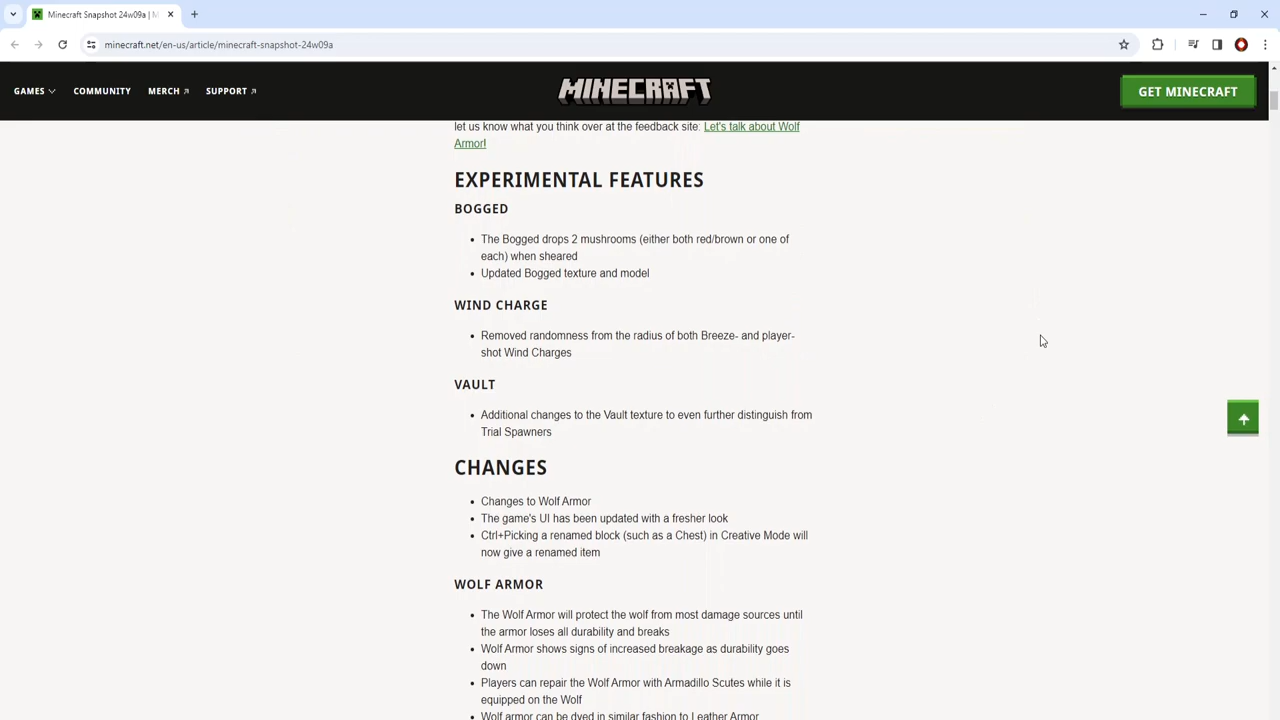 Minecraft Snapshot 24w09a | M
minecraft.net/en-us/article/minecraft-snapshot-24w09a
GAMES
COMMUNITY
MERCH
SUPPORT
MINECRAFT
GET MINECRAFT
let us know what you think over at the feedback site: Let's talk about Wolf
Armor!
EXPERIMENTAL FEATURES
BOGGED
• The Bogged drops 2 mushrooms (either both red/brown or one of
each) when sheared
• Updated Bogged texture and model
WIND CHARGE
• Removed randomness from the radius of both Breeze- and player-
shot Wind Charges
VAULT
• Additional changes to the Vault texture to even further distinguish from
Trial Spawners
CHANGES
• Changes to Wolf Armor
• The game's UI has been updated with a fresher look
• Ctrl+Picking a renamed block (such as a Chest) in Creative Mode will
now give a renamed item
WOLF ARMOR
• The Wolf Armor will protect the wolf from most damage sources until
the armor loses all durability and breaks
• Wolf Armor shows signs of increased breakage as durability goes
down
• Players can repair the Wolf Armor with Armadillo Scutes while it is
equipped on the Wolf
• Wolf armor can be dyed in similar fashion to Leather Armor